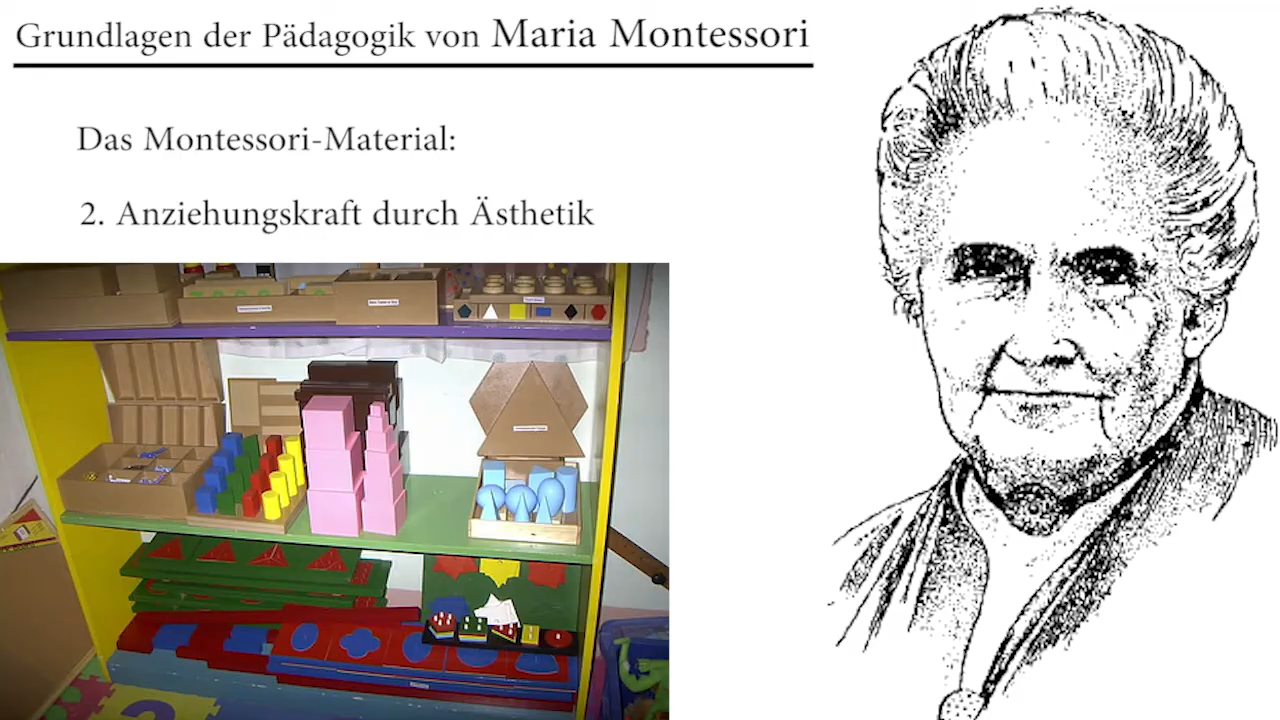 Grundlagen der Pädagogik von Maria Montessori
Das Montessori-Material:
2. Anziehungskraft durch Ästhetik